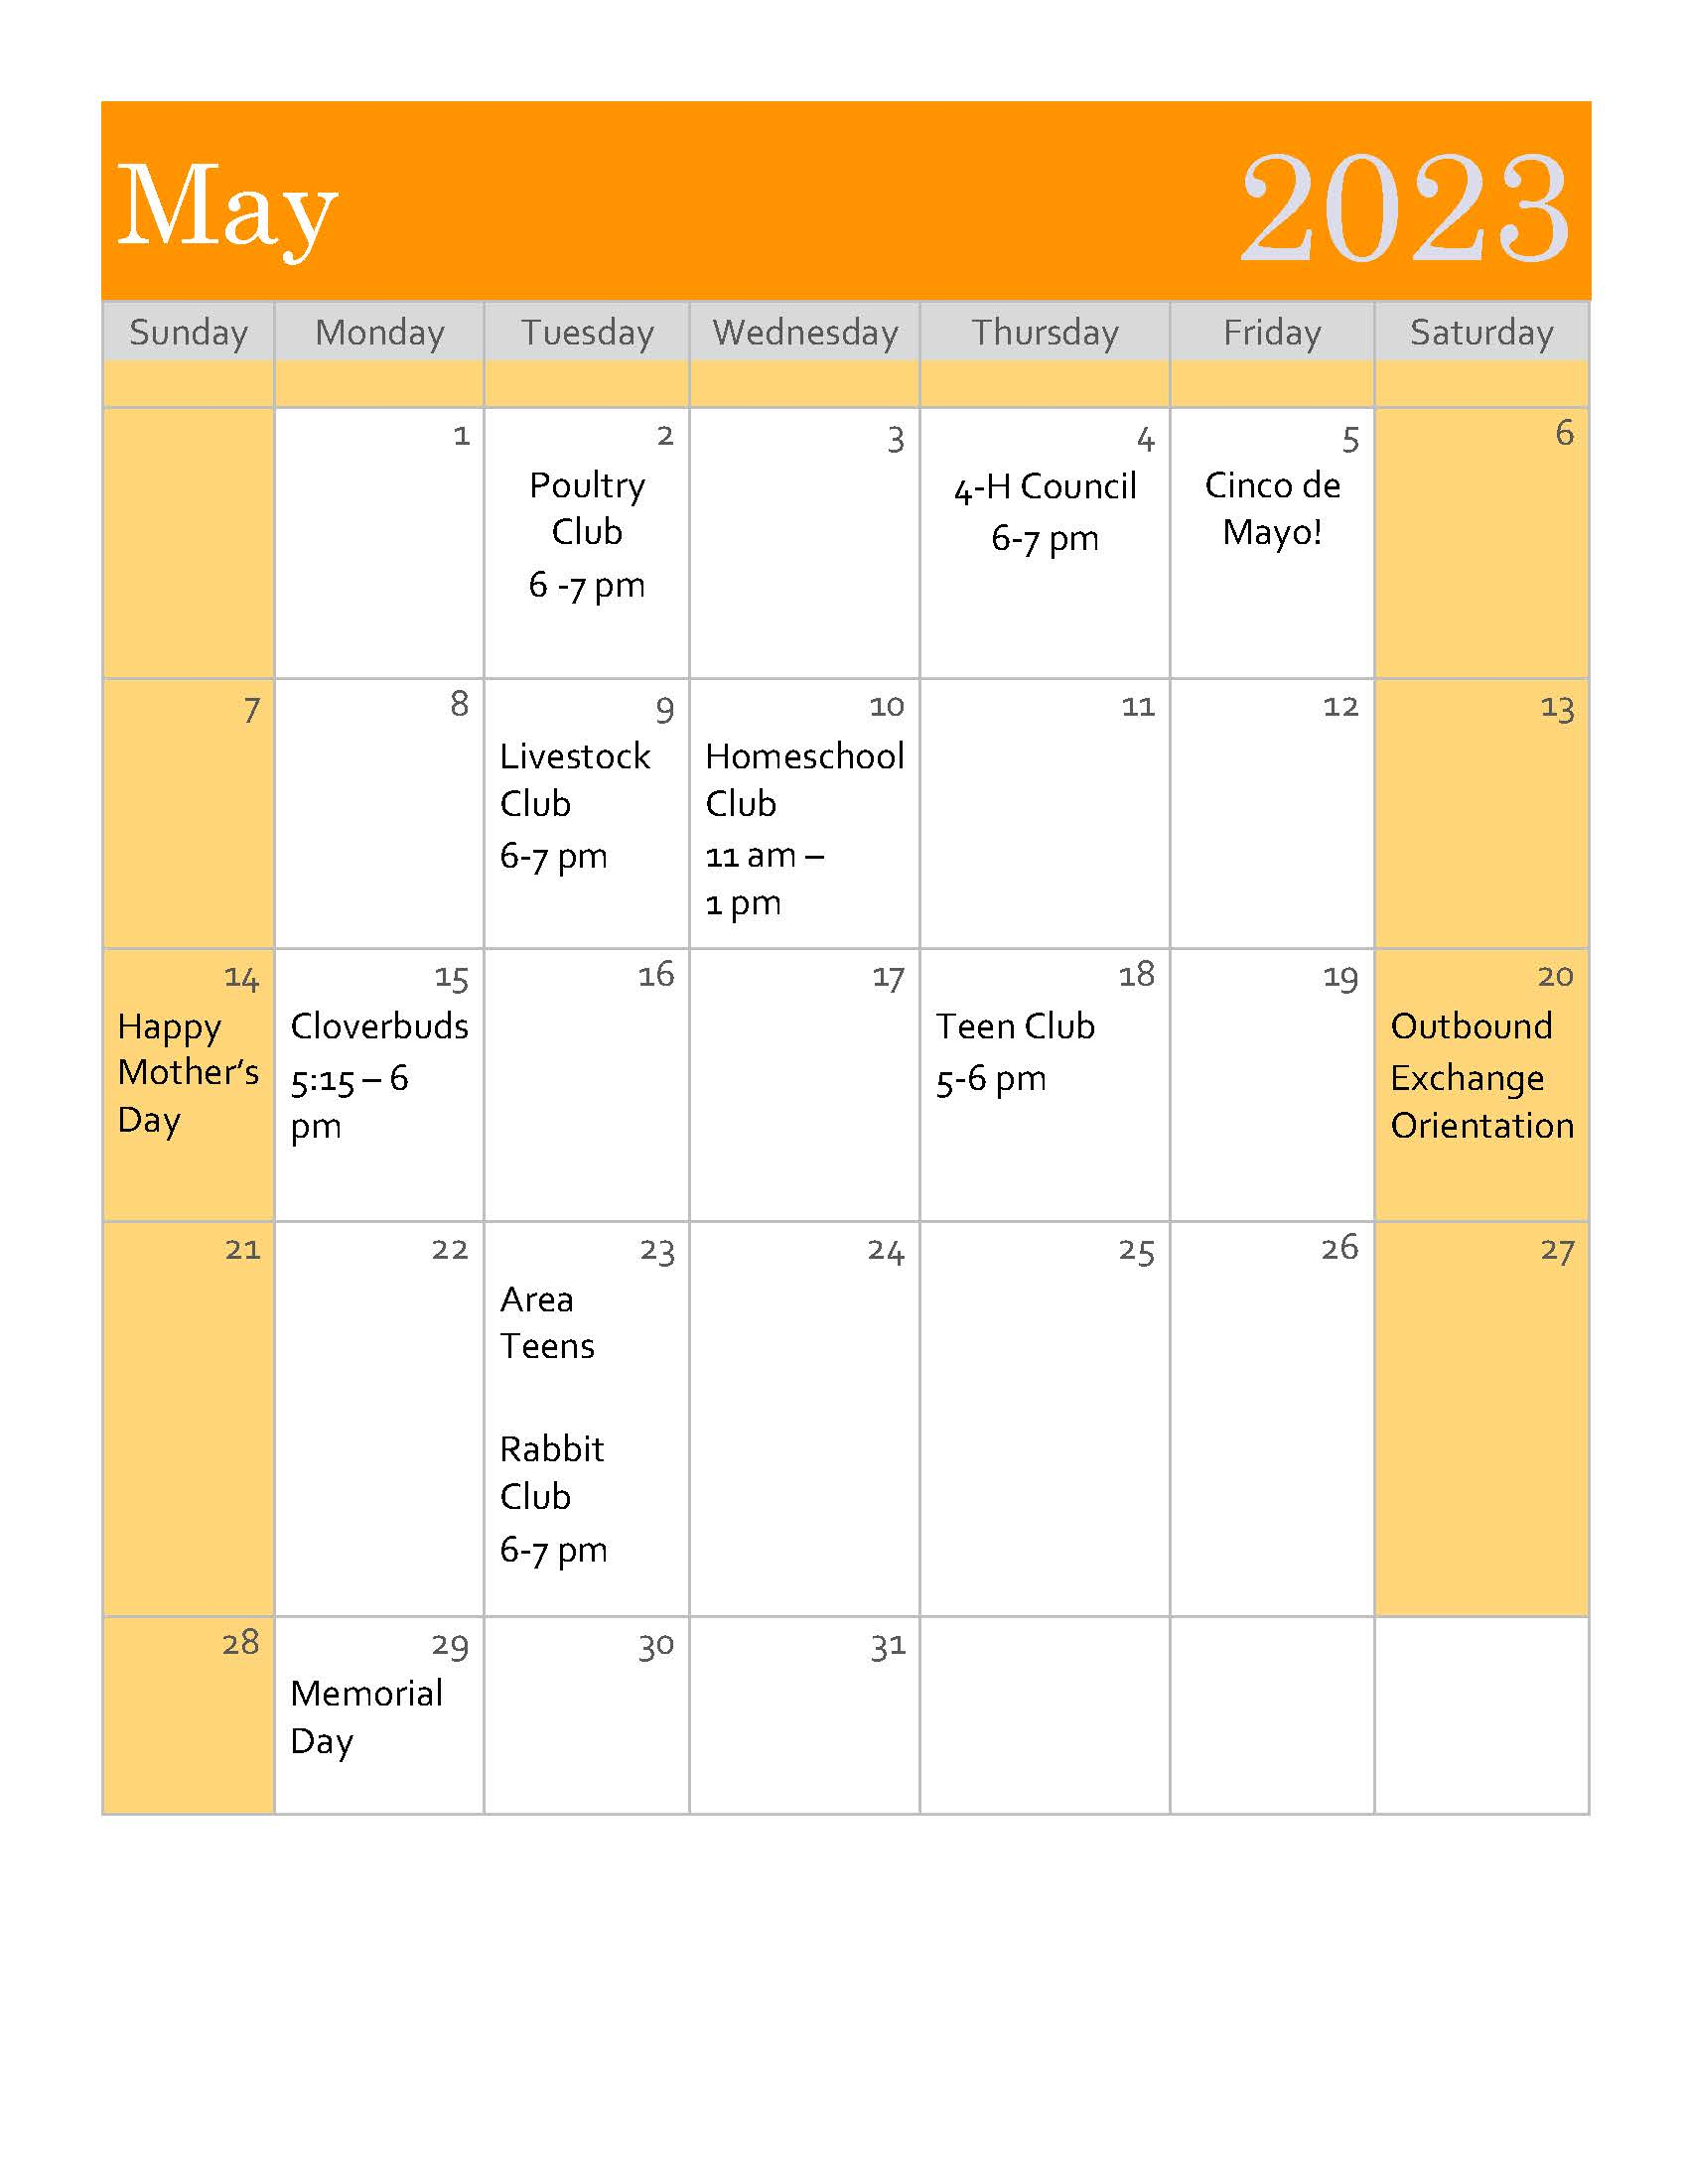 May 2023
Sunday Monday Tuesday Wednesday Thursday Friday Saturday
1 2 3 4 5 6
Poultry
Club
6 -7 pm
4-H Council
6-7 pm
Cinco de
Mayo!
7 8 9 10 11 12 13
Livestock
Club
6-7 pm
Homeschool
Club
11 am –
1 pm
14 15 16 17 18 19 20
Happy
Mother’s
Day
Cloverbuds
5:15 – 6
pm
Teen Club
5-6 pm
Outbound
Exchange
Orientation
21 22 23 24 25 26 27
Area
Teens
Rabbit
Club
6-7 pm
28 29 30 31
Memorial
Day